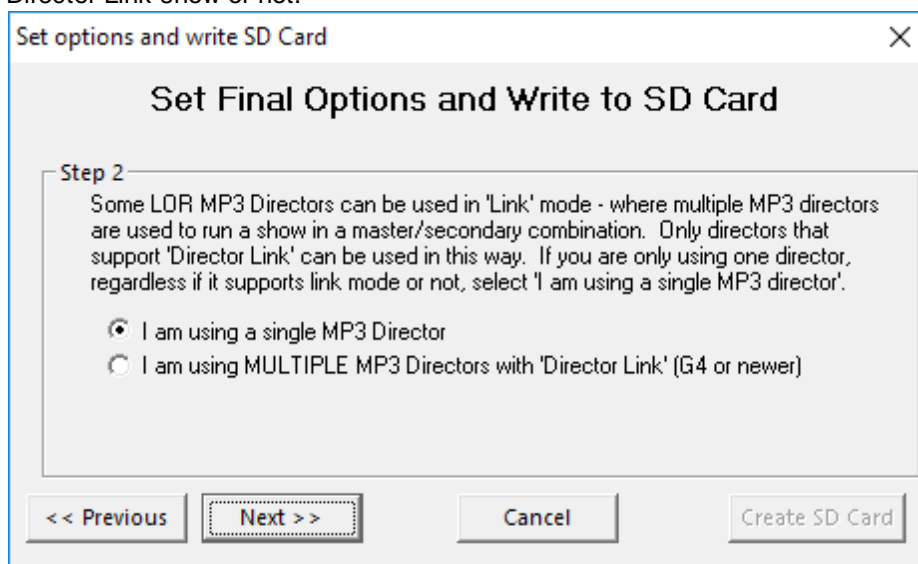 Director Link show or not.
Set options and write SD Card
Set Final Options and Write to SD Card
Step 2
Some LOR MP3 Directors can be used in 'Link' mode - where multiple MP3 directors
are used to run a show in a master/secondary combination. Only directors that
support 'Director Link' can be used in this way. If you are only using one director,
regardless if it supports link mode or not, select 'I am using a single MP3 director'.
I am using a single MP3 Director
I am using MULTIPLE MP3 Directors with 'Director Link' (G4 or newer)
<< Previous
Next >>
Cancel
Create SD Card